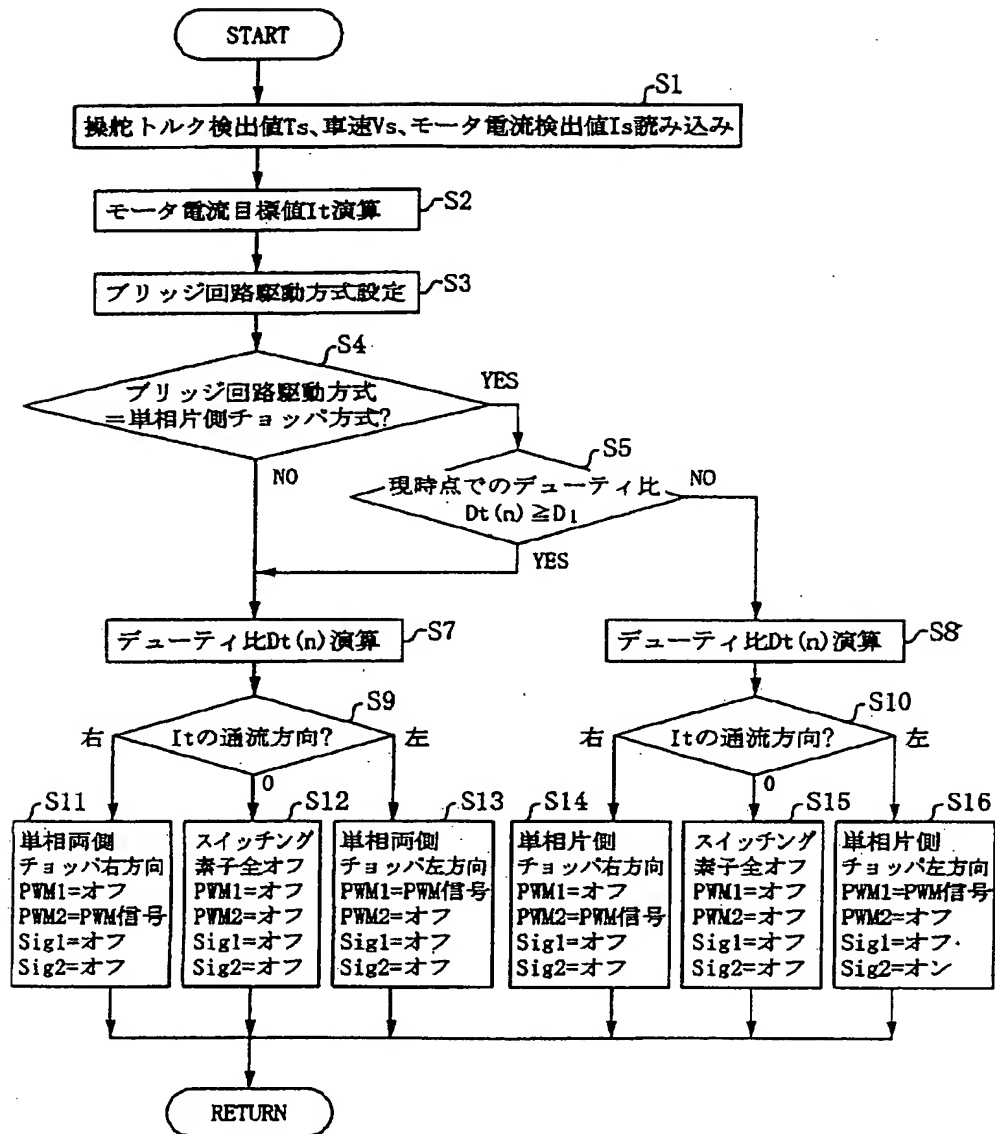 START
S1
操舵トルク検出値Ts、車速Vs、モータ電流検出値Is読み込み
S2
モータ電流目標値It演算
S3
ブリッジ回路駆動方式設定
S4
ブリッジ回路駆動方式
=単相片側チョッパ方式?
YES
NO
S5
現時点でのデューティ比
Dt(n)≧D1
NO
YES
デューティ比Dt(n)演算
S7
デューティ比Dt(n)演算
S8
S9
右
Itの通流方向?
左
0
S10
右
Itの通流方向?
左
0
S11
単相両側
チョッパ右方向
PWM1=オフ
PWM2=PWM信号
Sig1=オフ
Sig2=オフ
S12
スイッチング
素子全オフ
PWM1=オフ
PWM2=オフ
Sig1=オフ
Sig2=オフ
S13
単相両側
チョッパ左方向
PWM1=PWM信号
PWM2=オフ
Sig1=オフ
Sig2=オフ
S14
単相片側
チョッパ右方向
PWM1=オフ
PWM2=PWM信号
Sig1=オフ
Sig2=オフ
S15
スイッチング
素子全オフ
PWM1=オフ
PWM2=オフ
Sig1=オフ
Sig2=オフ
S16
単相片側
チョッパ左方向
PWM1=PWM信号
PWM2=オフ
Sig1=オフ
Sig2=オン
RETURN